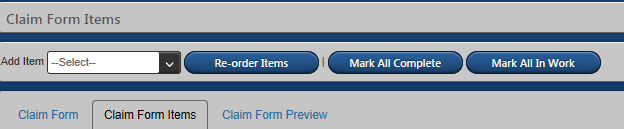 Claim Form Items
Add Item --Select-- Re-order Items | Mark All Complete Mark All In Work
Claim Form Claim Form Items Claim Form Preview